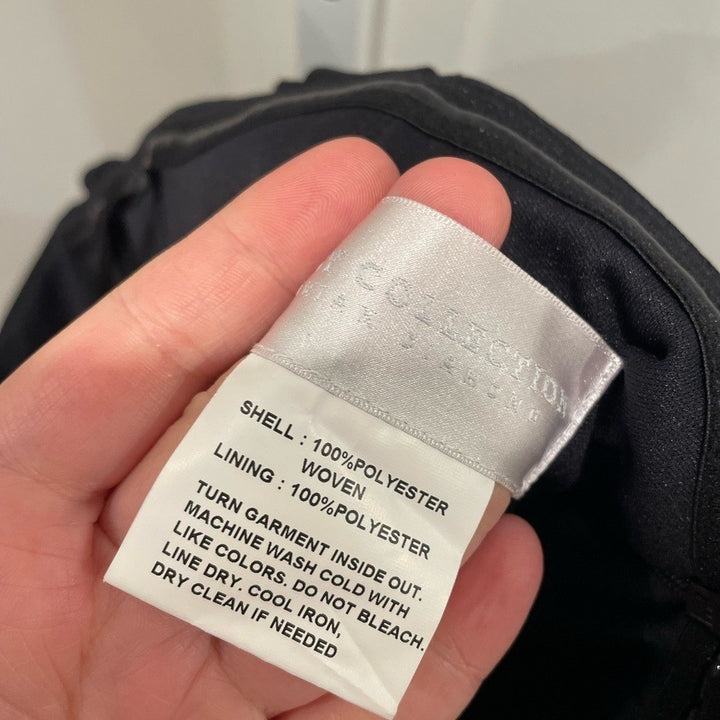 COLLECTION
SHELL : 100%POLYESTER
WOVEN
LINING : 100%POLYESTER
TURN GARMENT INSIDE OUT.
MACHINE WASH COLD WITH
LIKE COLORS. DO NOT BLEACH.
LINE DRY. COOL IRON,
DRY CLEAN IF NEEDED